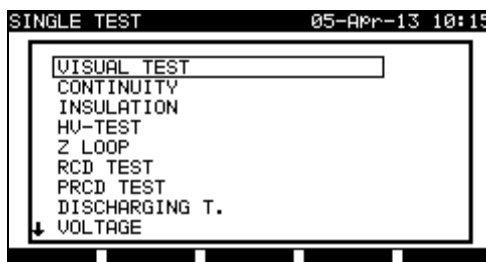 SINGLE TEST 05-Apr-13 10:15
VISUAL TEST
CONTINUITY
INSULATION
HV-TEST
Z LOOP
RCD TEST
PRCD TEST
DISCHARGING T.
VOLTAGE